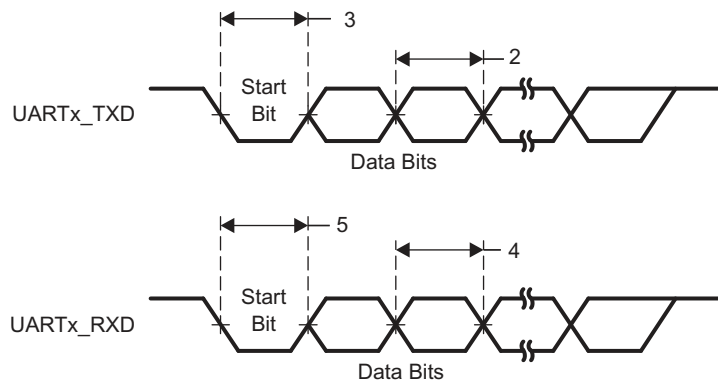 3
2
Start
Bit
UARTx_TXD
Data Bits
5
4
Start
Bit
UARTx_RXD
Data Bits